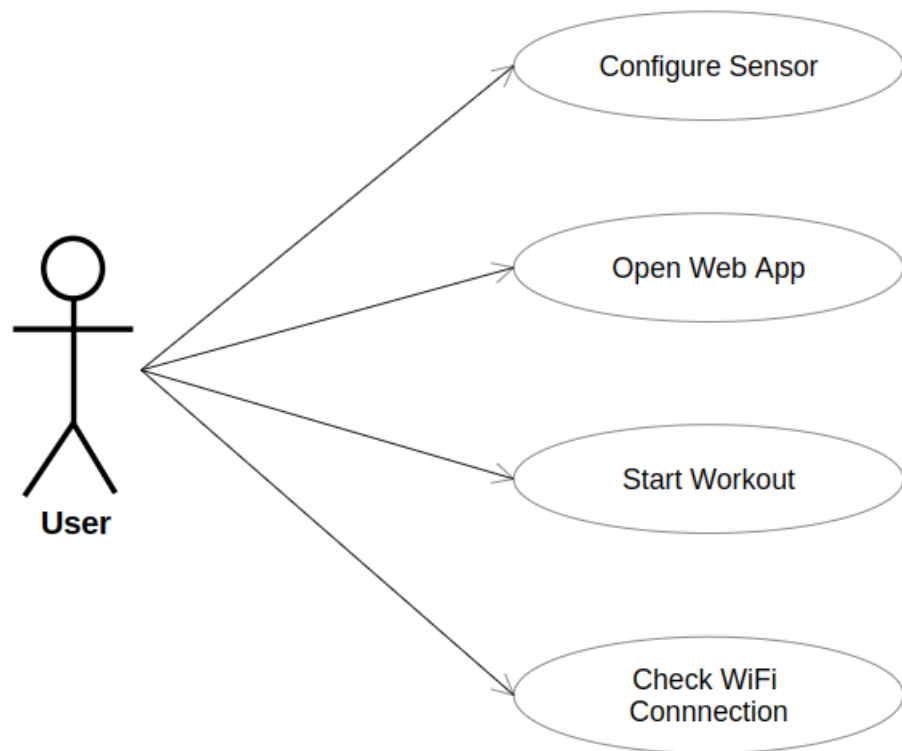 Configure Sensor
Open Web App
Start Workout
User
Check WiFi
Connnection